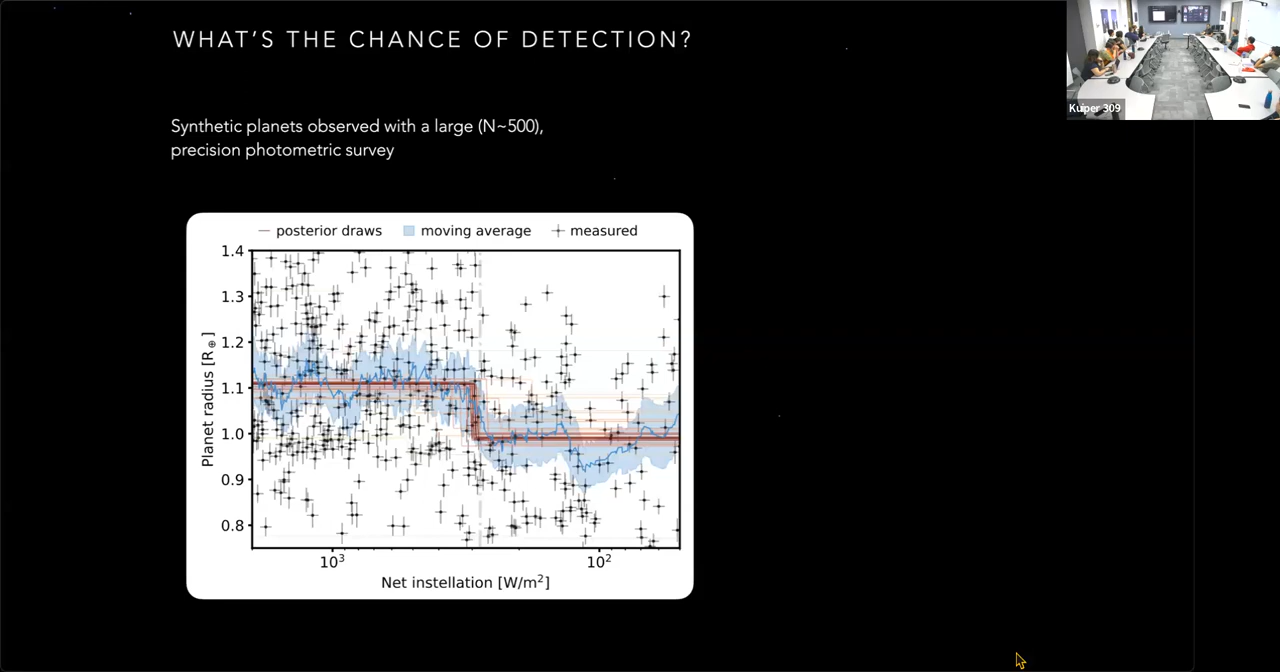 WHAT'S THE CHANCE OF DETECTION?
Kuiper 309
Synthetic planets observed with a large (N~500),
precision photometric survey
posterior draws moving average measured
1.4
1.3
1.2
1.1
1.0
0.9
0.8
Planet radius [R⊕]
10³ 10²
Net instellation [W/m²]